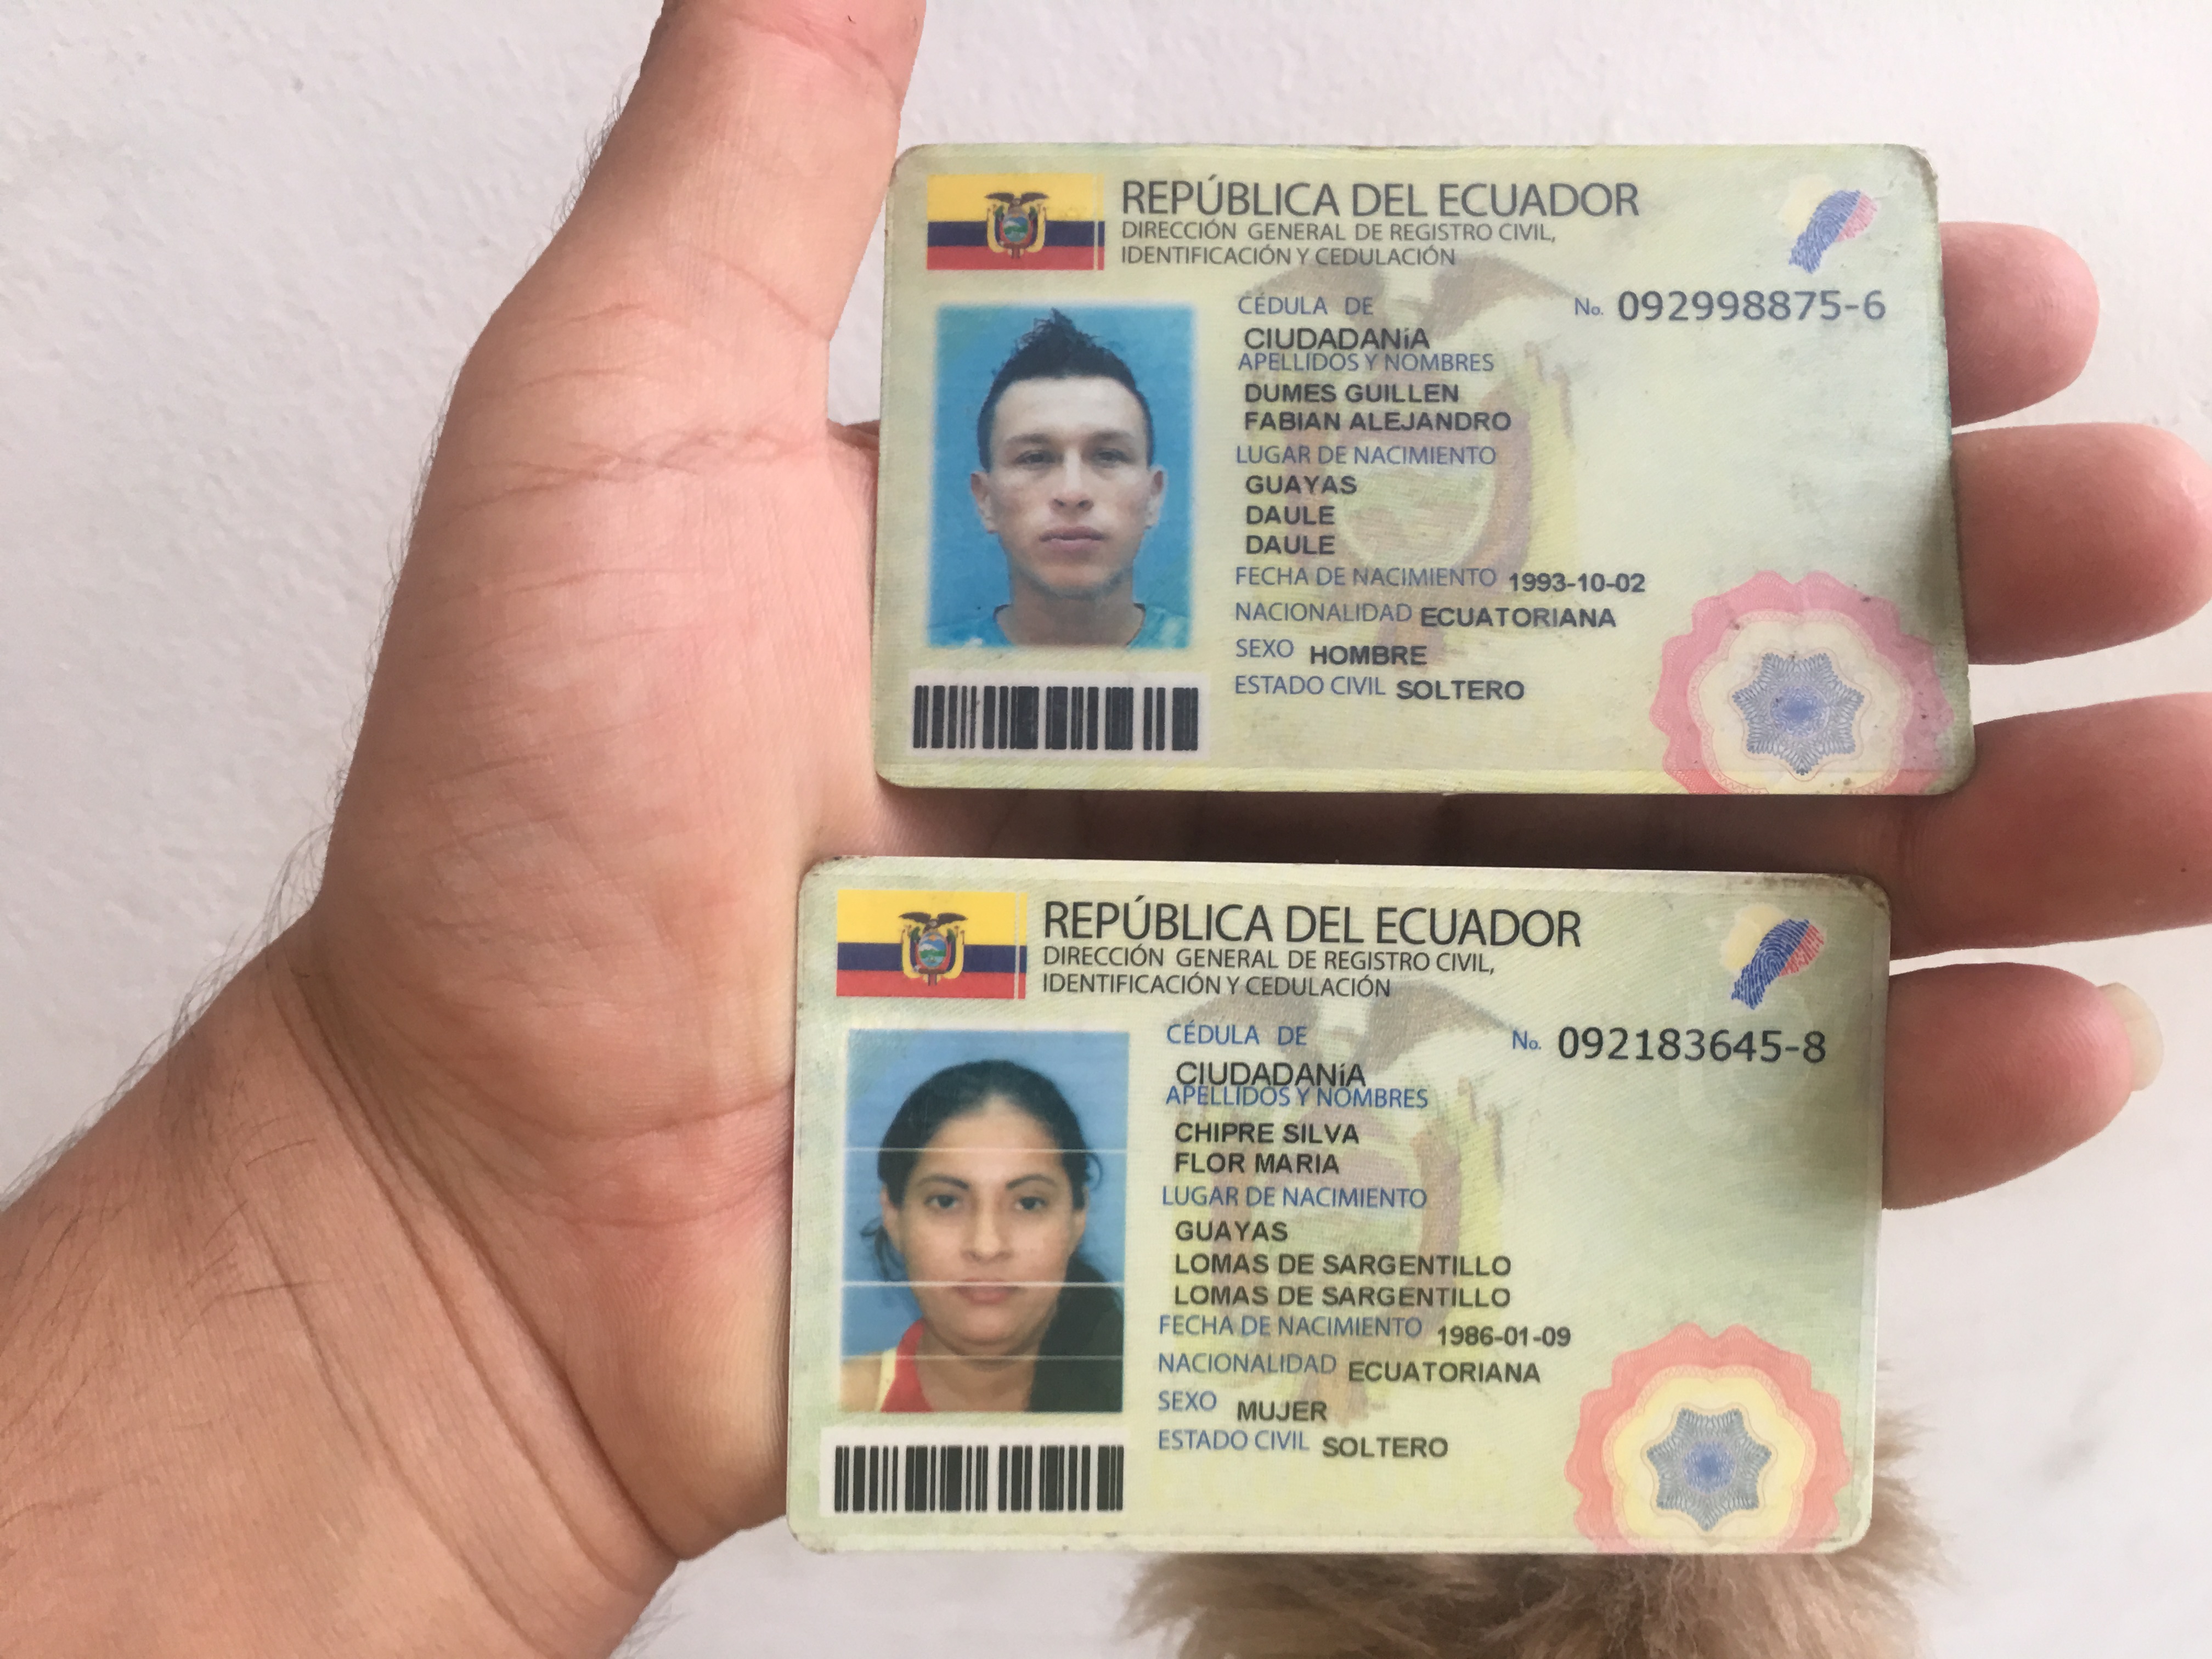 REPÚBLICA DEL ECUADOR
DIRECCIÓN GENERAL DE REGISTRO CIVIL,
IDENTIFICACIÓN Y CEDULACIÓN
CÉDULA DE No. 092998875-6
CIUDADANíA
APELLIDOS Y NOMBRES
DUMES GUILLEN
FABIAN ALEJANDRO
LUGAR DE NACIMIENTO
GUAYAS
DAULE
DAULE
FECHA DE NACIMIENTO 1993-10-02
NACIONALIDAD ECUATORIANA
SEXO HOMBRE
ESTADO CIVIL SOLTERO
REPÚBLICA DEL ECUADOR
DIRECCIÓN GENERAL DE REGISTRO CIVIL,
IDENTIFICACIÓN Y CEDULACIÓN
CÉDULA DE No. 092183645-8
CIUDADANíA
APELLIDOS Y NOMBRES
CHIPRE SILVA
FLOR MARIA
LUGAR DE NACIMIENTO
GUAYAS
LOMAS DE SARGENTILLO
LOMAS DE SARGENTILLO
FECHA DE NACIMIENTO 1986-01-09
NACIONALIDAD ECUATORIANA
SEXO MUJER
ESTADO CIVIL SOLTERO